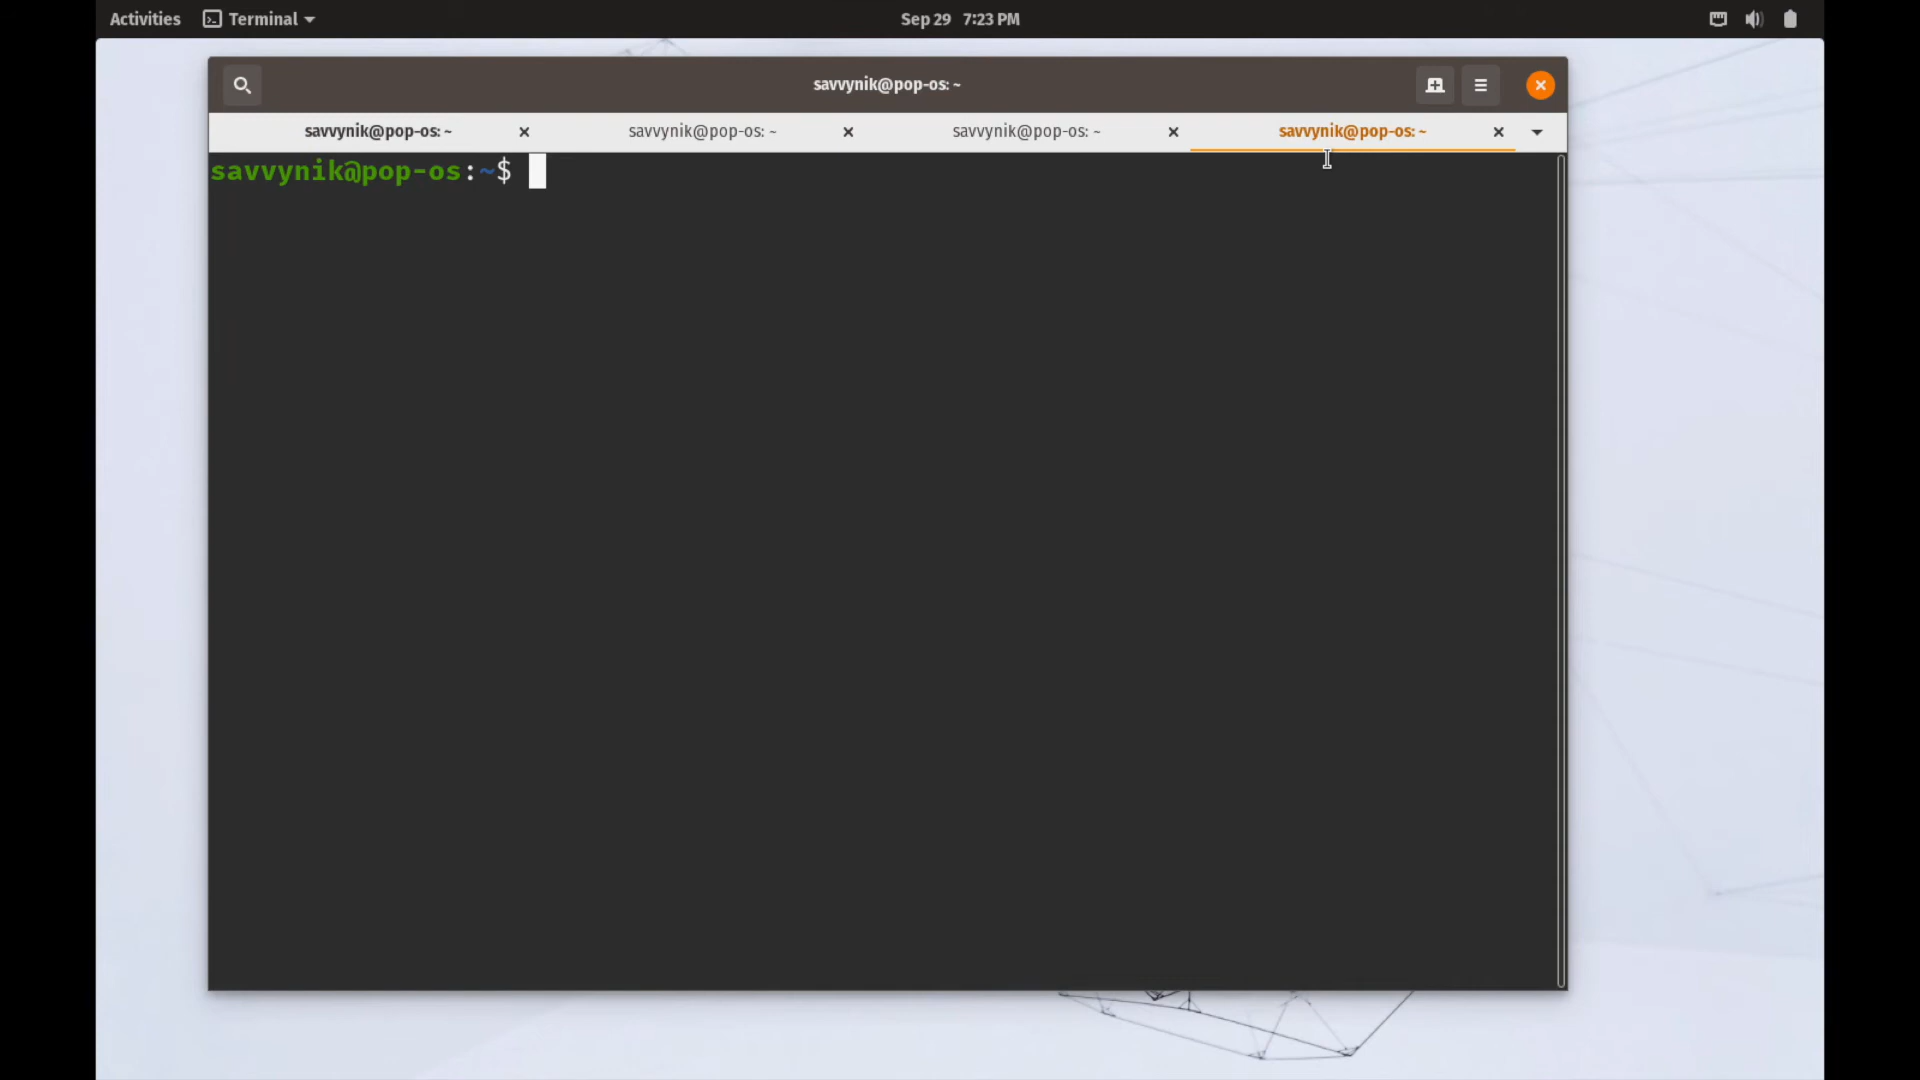 Activities Terminal Sep 29 7:23 PM
savvynik@pop-os: ~
savvynik@pop-os: ~ savvynik@pop-os: ~ savvynik@pop-os: ~ savvynik@pop-os: ~
savvynik@pop-os:~$